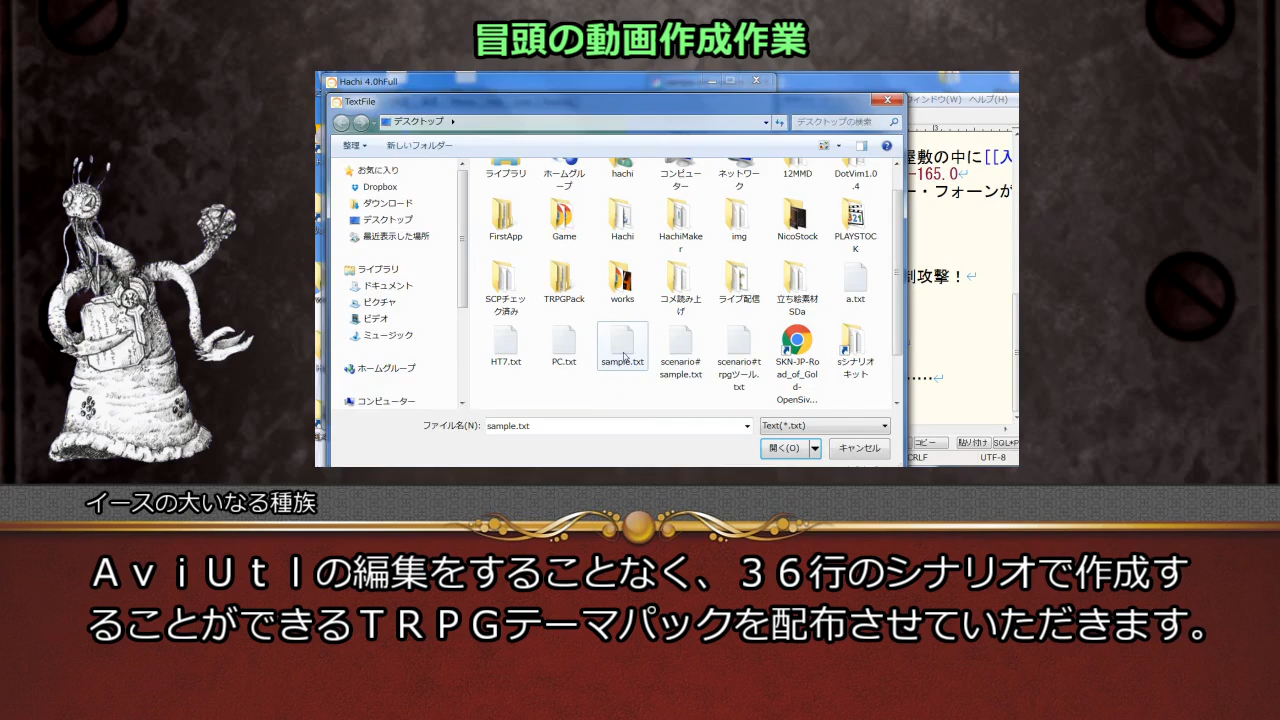 冒頭の動画作成作業
Hachi 4.0hFull
TextFile
ィンドウ(W) ヘルプ(H)
デスクトップ
デスクトップの検索
整理
新しいフォルダー
お気に入り
Dropbox
ダウンロード
デスクトップ
最近表示した場所
ライブラリ
ドキュメント
ピクチャ
ビデオ
ミュージック
ホームグループ
コンピューター
ライブラリ
ホームグル
ープ
hachi
コンピュー
ター
ネットワー
ク
12MMD
DotVim1.0
.4
FirstApp
Game
Hachi
HachiMake
r
img
NicoStock
PLAYSTOC
K
SCPチェッ
ク済み
TRPGPack
works
コメ読み上
げ
ライブ配信
立ち絵素材
SDa
a.txt
HT7.txt
PC.txt
sample.txt
scenario#
sample.txt
scenario#t
rpgツール.
txt
SKN-JP-Ro
ad_of_Gol
d-
OpenSiv...
sシナリオ
キット
ファイル名(N):
sample.txt
Text(*.txt)
開く(O)
キャンセル
屋敷の中に[[入
-165.0
ー・フォーンが
制攻撃！
コピー
貼り付け
SQL+P
CRLF
UTF-8
イースの大いなる種族
ＡｖｉＵｔｌの編集をすることなく、３６行のシナリオで作成す
ることができるＴＲＰＧテーマパックを配布させていただきます。